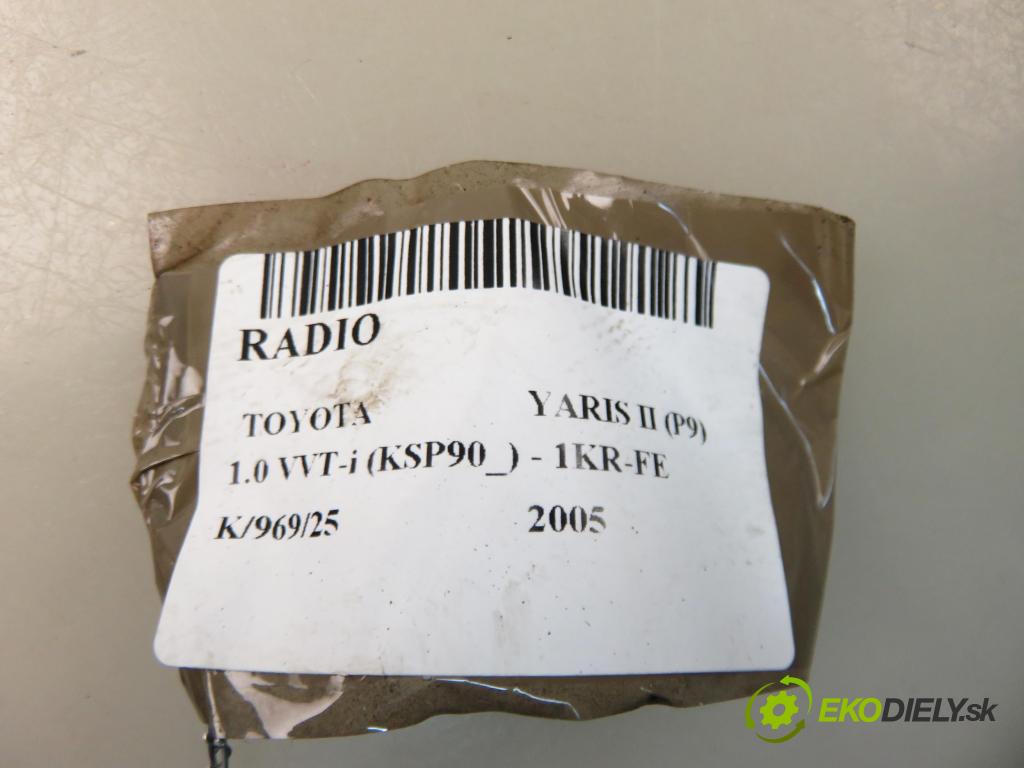 RADIO
TOYOTA YARIS II (P9)
1.0 VVT-i (KSP90_) - 1KR-FE
K/969/25 2005
EKODIELY.sk